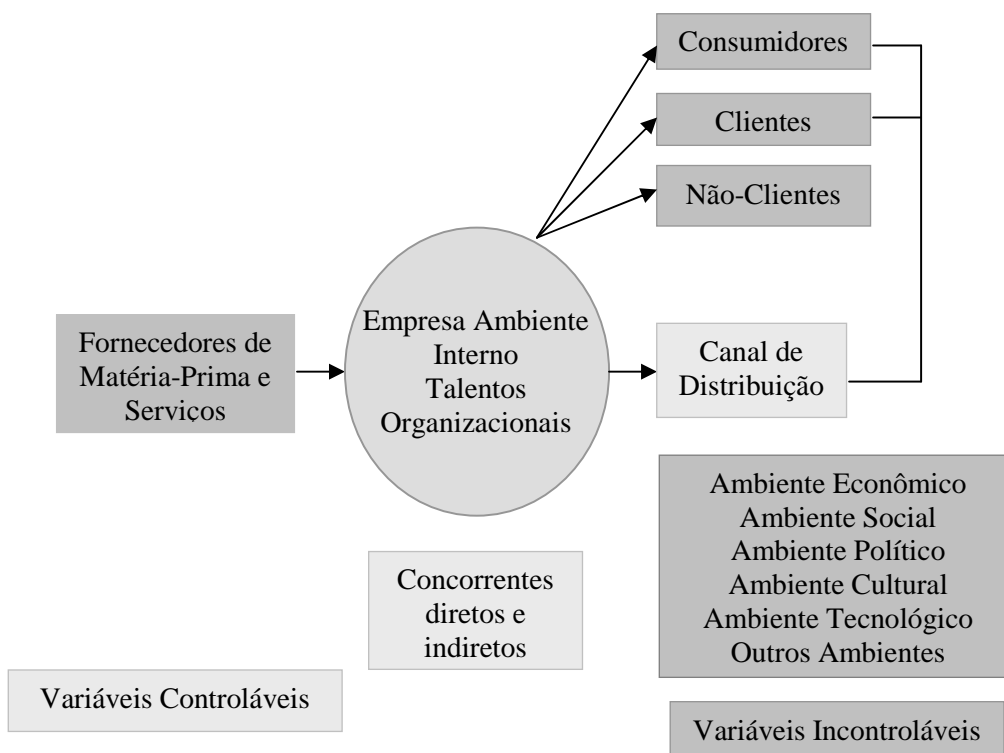 Consumidores
Clientes
Não-Clientes
Fornecedores de
Matéria-Prima e
Serviços
Empresa Ambiente
Interno
Talentos
Organizacionais
Canal de
Distribuição
Ambiente Econômico
Ambiente Social
Ambiente Político
Ambiente Cultural
Ambiente Tecnológico
Outros Ambientes
Concorrentes
diretos e
indiretos
Variáveis Controláveis
Variáveis Incontroláveis